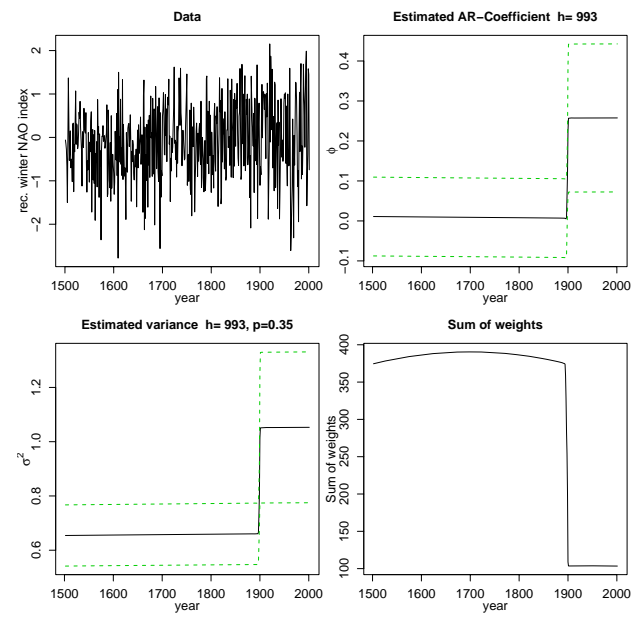 Data
rec. winter NAO index
2
1
0
−1
−2
1500 1600 1700 1800 1900 2000
year
Estimated AR−Coefficient h= 993
φ
0.4
0.3
0.2
0.1
0.0
−0.1
1500 1600 1700 1800 1900 2000
year
Estimated variance h= 993, p=0.35
σ²
1.2
1.0
0.8
0.6
1500 1600 1700 1800 1900 2000
year
Sum of weights
Sum of weights
400
350
300
250
200
150
100
1500 1600 1700 1800 1900 2000
year